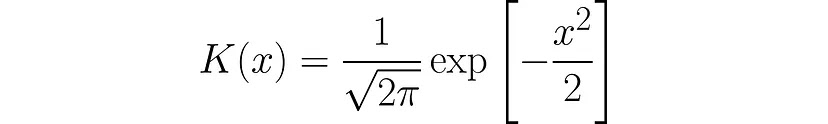 K(x) = \frac{1}{\sqrt{2\pi}} \exp\left[-\frac{x^2}{2}\right]